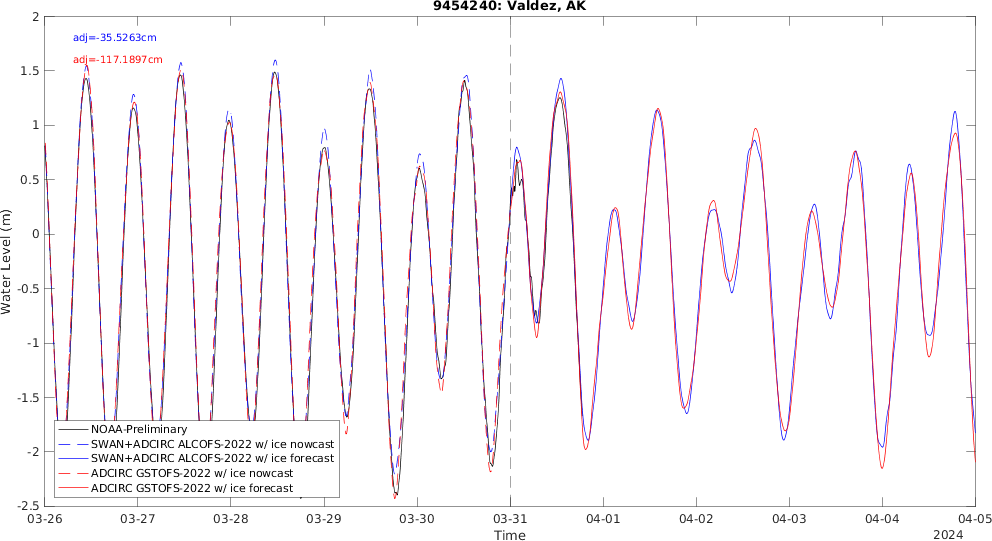 9454240: Valdez, AK
adj=-35.5263cm
adj=-117.1897cm
2
1.5
1
0.5
0
-0.5
-1
-1.5
-2
-2.5
Water Level (m)
NOAA-Preliminary
SWAN+ADCIRC ALCOFS-2022 w/ ice nowcast
SWAN+ADCIRC ALCOFS-2022 w/ ice forecast
ADCIRC GSTOFS-2022 w/ ice nowcast
ADCIRC GSTOFS-2022 w/ ice forecast
03-26 03-27 03-28 03-29 03-30 03-31 04-01 04-02 04-03 04-04 04-05
Time
2024